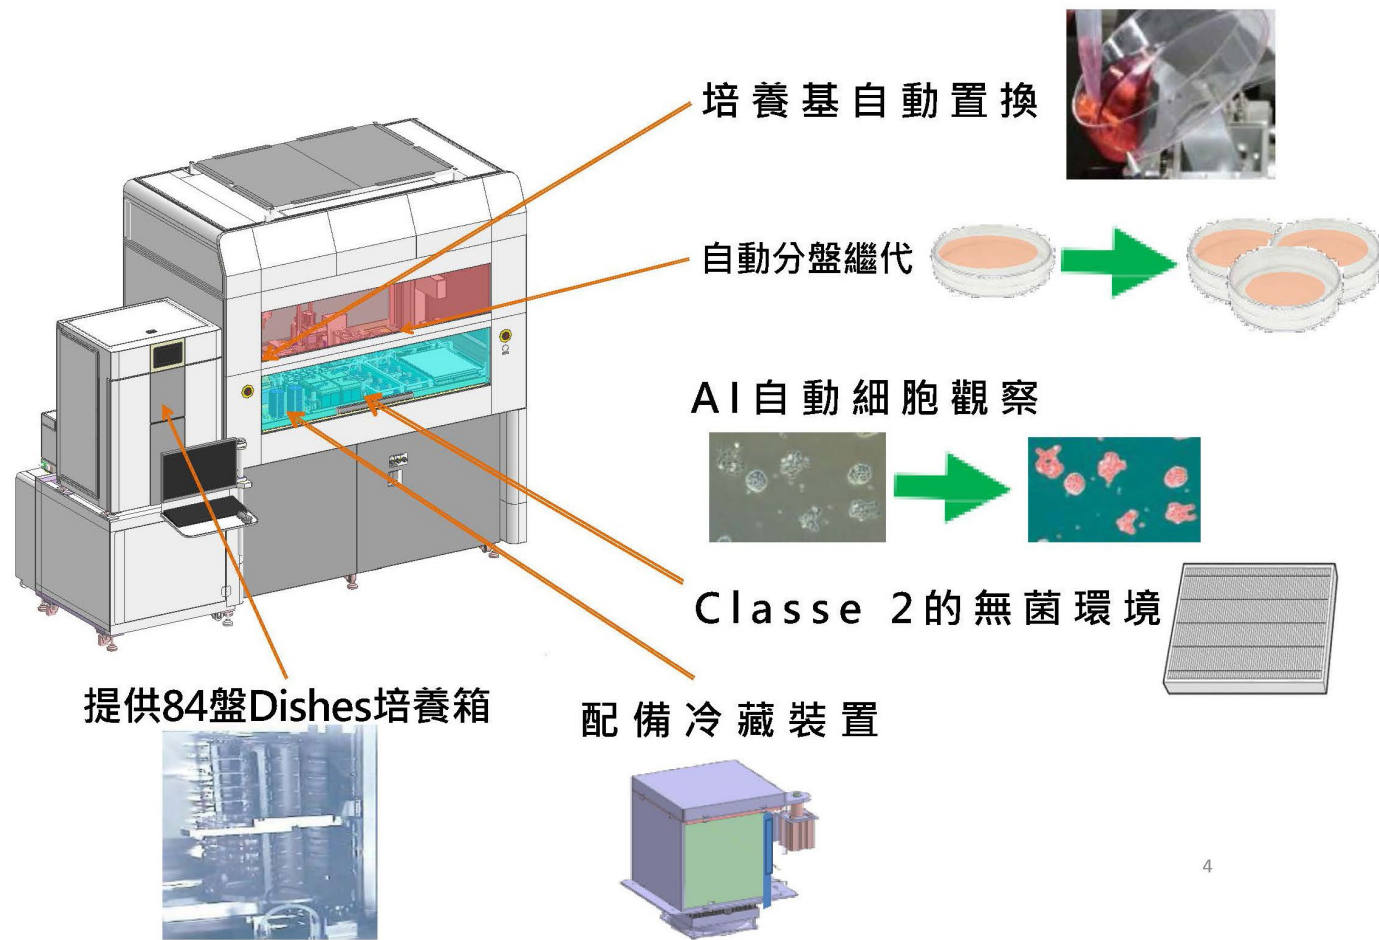 培養基自動置換
自動分盤繼代
AI自動細胞觀察
Classe 2的無菌環境
提供84盤Dishes培養箱
配備冷藏裝置
4